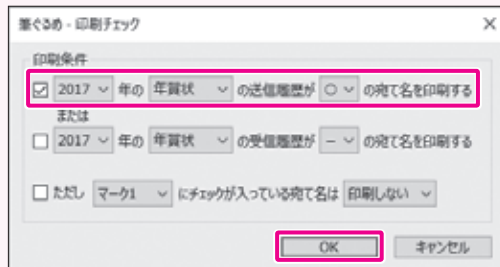 筆ぐるめ - 印刷チェック
印刷条件
2017 年の 年賀状 の送信履歴が ○ の宛て名を印刷する
または
2017 年の 年賀状 の受信履歴が － の宛て名を印刷する
ただし マーク1 にチェックが入っている宛て名は 印刷しない
OK キャンセル